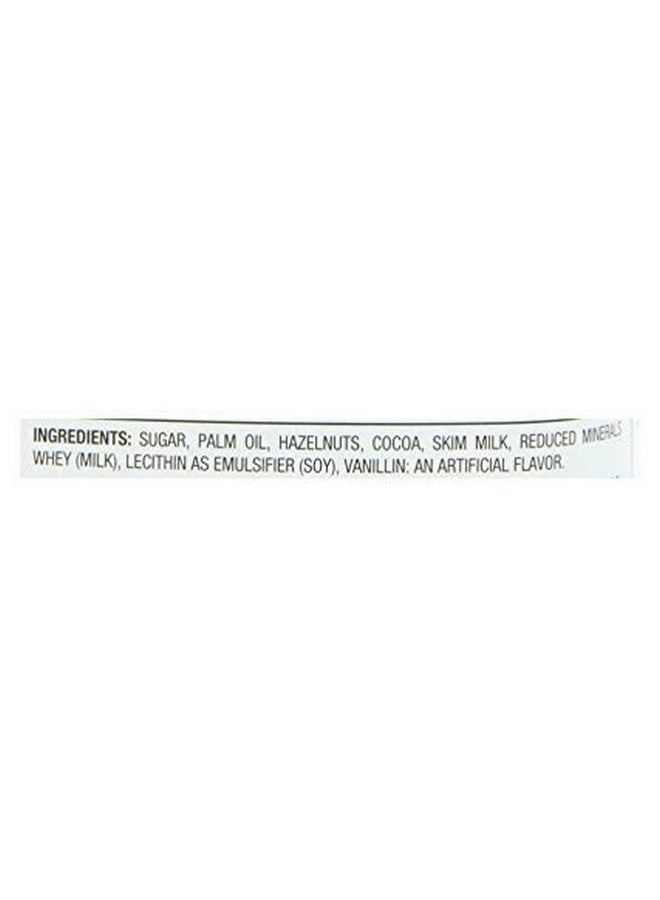 INGREDIENTS: SUGAR, PALM OIL, HAZELNUTS, COCOA, SKIM MILK, REDUCED MINERALS
WHEY (MILK), LECITHIN AS EMULSIFIER (SOY), VANILLIN: AN ARTIFICIAL FLAVOR.